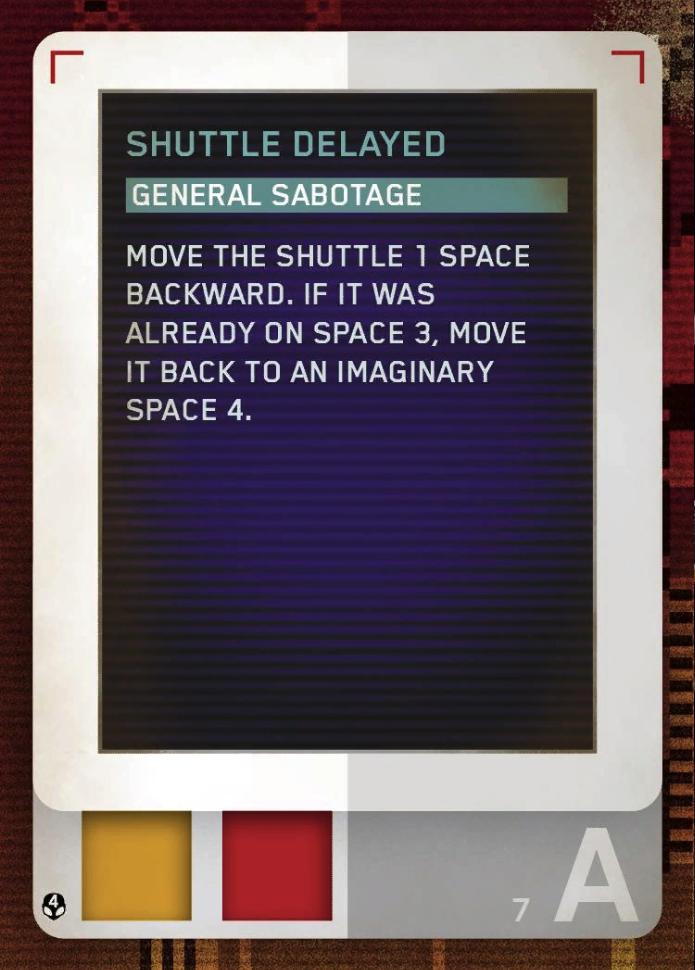 SHUTTLE DELAYED
GENERAL SABOTAGE
MOVE THE SHUTTLE 1 SPACE
BACKWARD. IF IT WAS
ALREADY ON SPACE 3, MOVE
IT BACK TO AN IMAGINARY
SPACE 4.
4
7 A